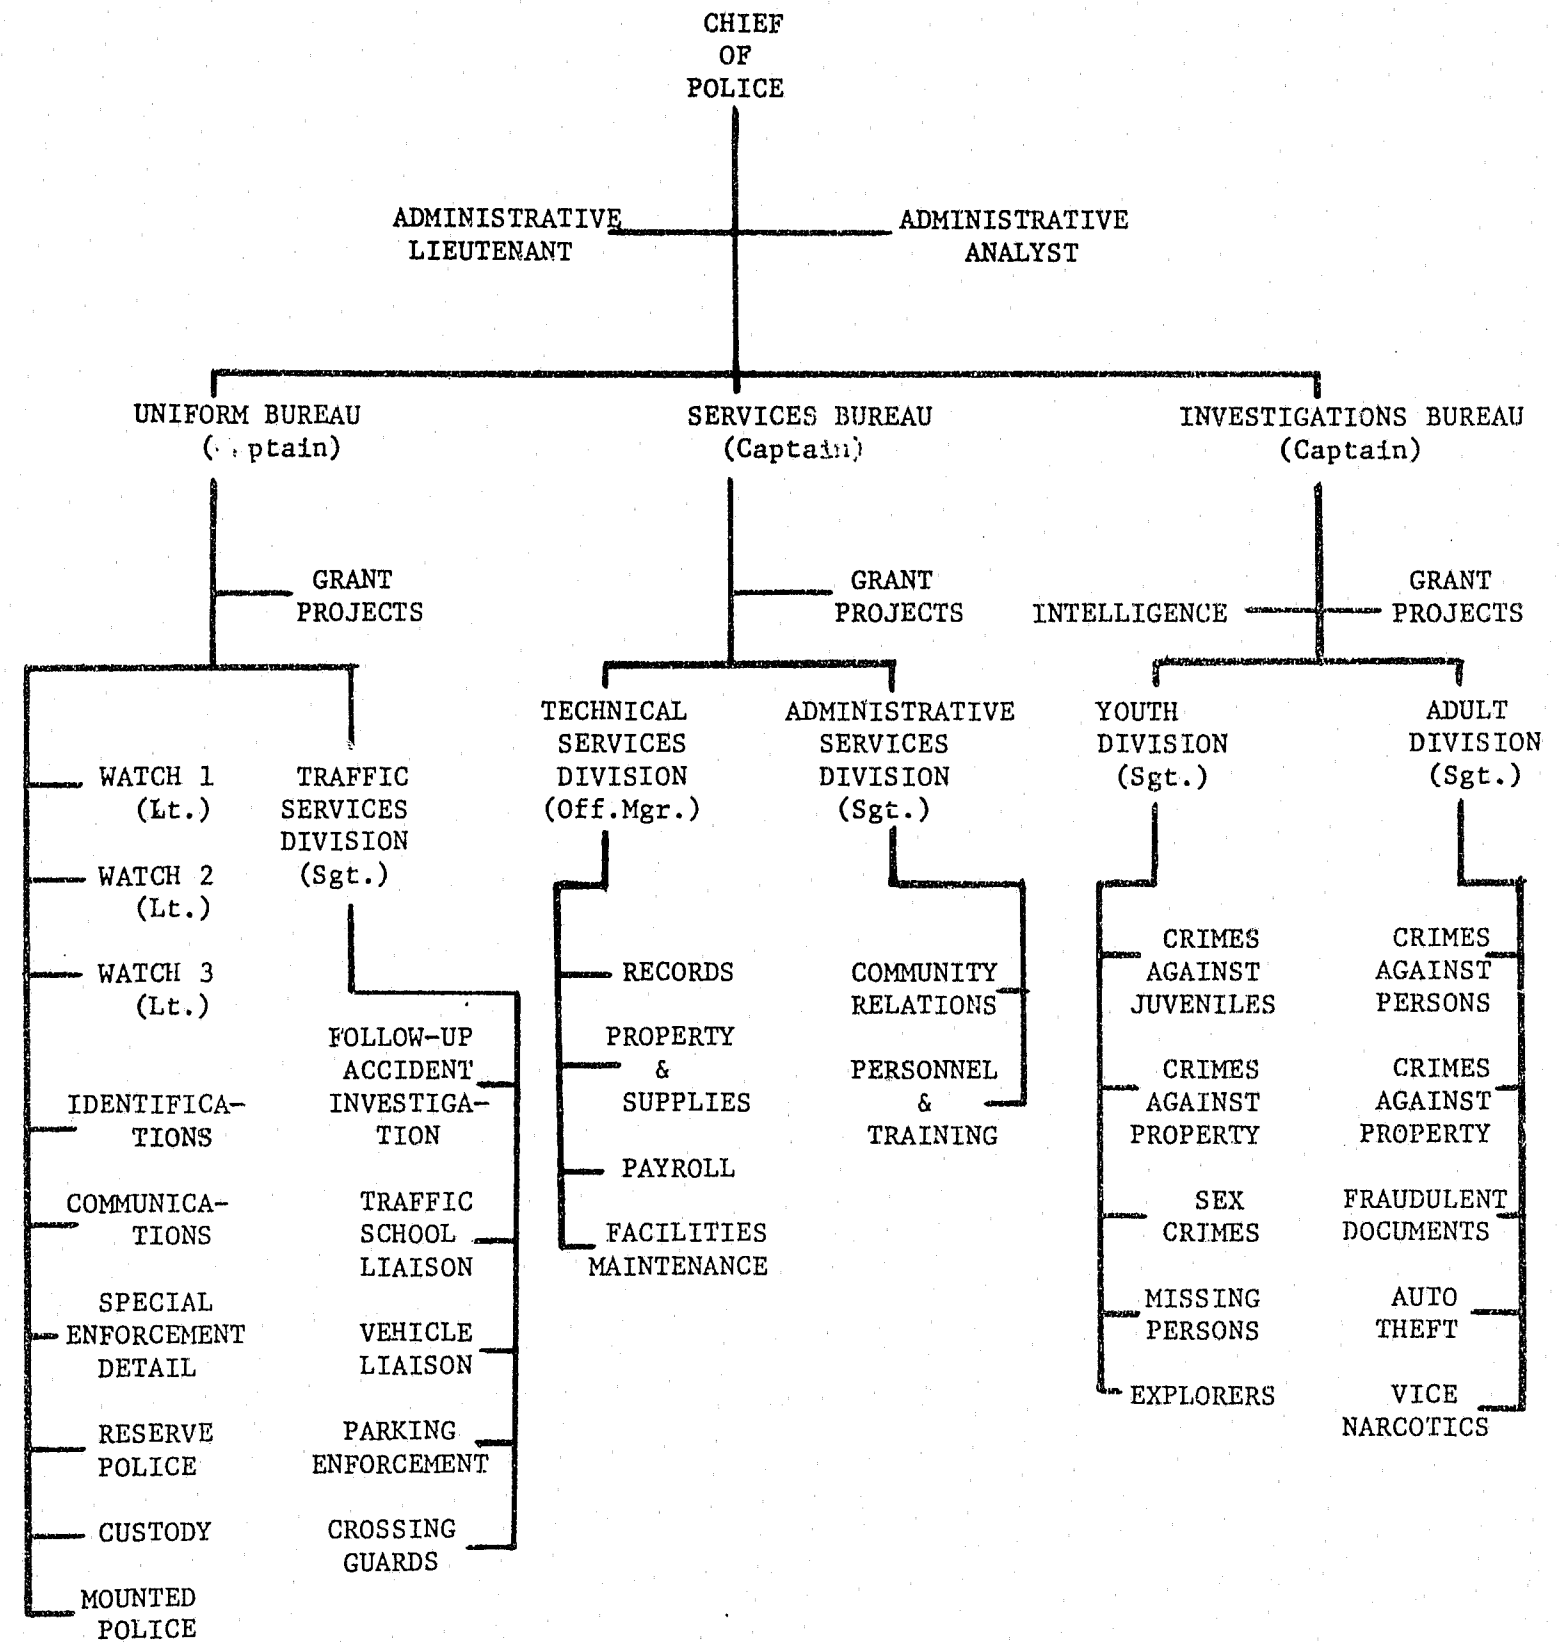 CHIEF
OF
POLICE
ADMINISTRATIVE
LIEUTENANT
ADMINISTRATIVE
ANALYST
UNIFORM BUREAU
SERVICES BUREAU
(Captain)
INVESTIGATIONS BUREAU
(Captain)
GRANT
PROJECTS
GRANT
PROJECTS
INTELLIGENCE
GRANT
PROJECTS
WATCH 1
(Lt.)
WATCH 2
(Lt.)
WATCH 3
(Lt.)
IDENTIFICA-
TIONS
COMMUNICA-
TIONS
SPECIAL
ENFORCEMENT
DETAIL
RESERVE
POLICE
CUSTODY
MOUNTED
POLICE
TRAFFIC
SERVICES
DIVISION
(Sgt.)
FOLLOW-UP
ACCIDENT
INVESTIGA-
TION
TRAFFIC
SCHOOL
LIAISON
VEHICLE
LIAISON
PARKING
ENFORCEMENT
CROSSING
GUARDS
TECHNICAL
SERVICES
DIVISION
(Off.Mgr.)
RECORDS
PROPERTY
&
SUPPLIES
PAYROLL
FACILITIES
MAINTENANCE
ADMINISTRATIVE
SERVICES
DIVISION
(Sgt.)
COMMUNITY
RELATIONS
PERSONNEL
&
TRAINING
YOUTH
DIVISION
(Sgt.)
CRIMES
AGAINST
JUVENILES
CRIMES
AGAINST
PROPERTY
SEX
CRIMES
MISSING
PERSONS
EXPLORERS
ADULT
DIVISION
(Sgt.)
CRIMES
AGAINST
PERSONS
CRIMES
AGAINST
PROPERTY
FRAUDULENT
DOCUMENTS
AUTO
THEFT
VICE
NARCOTICS